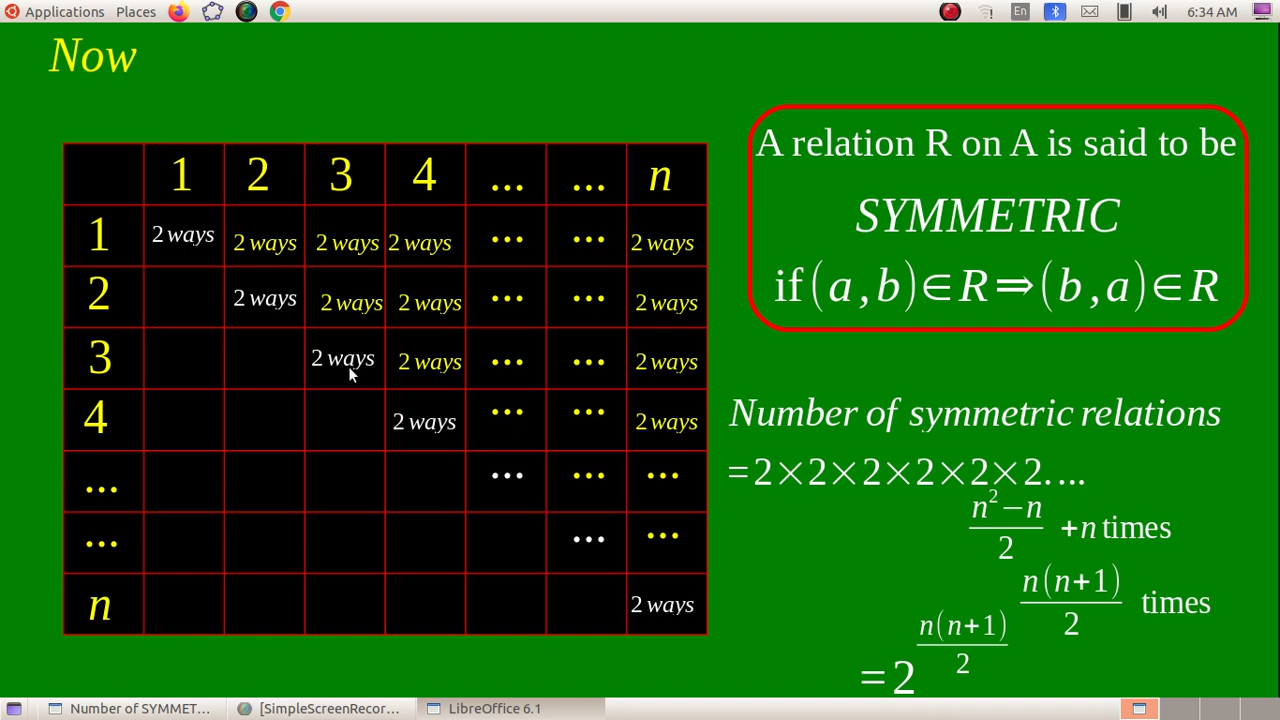 Applications Places En 6:34 AM
Now
1 2 3 4 ... ... n
1 2 ways 2 ways 2 ways 2 ways ... ... 2 ways
2 2 ways 2 ways 2 ways ... ... 2 ways
3 2 ways 2 ways ... ... 2 ways
4 2 ways ... ... 2 ways
... ... ... ...
... ... ...
n 2 ways
A relation R on A is said to be
SYMMETRIC
if (a,b)∈R⇒(b,a)∈R
Number of symmetric relations
=2×2×2×2×2×2....
(n²−n)/2 +n times
n(n+1)/2 times
=2^(n(n+1)/2)
Number of SYMMET... [SimpleScreenRecor... LibreOffice 6.1